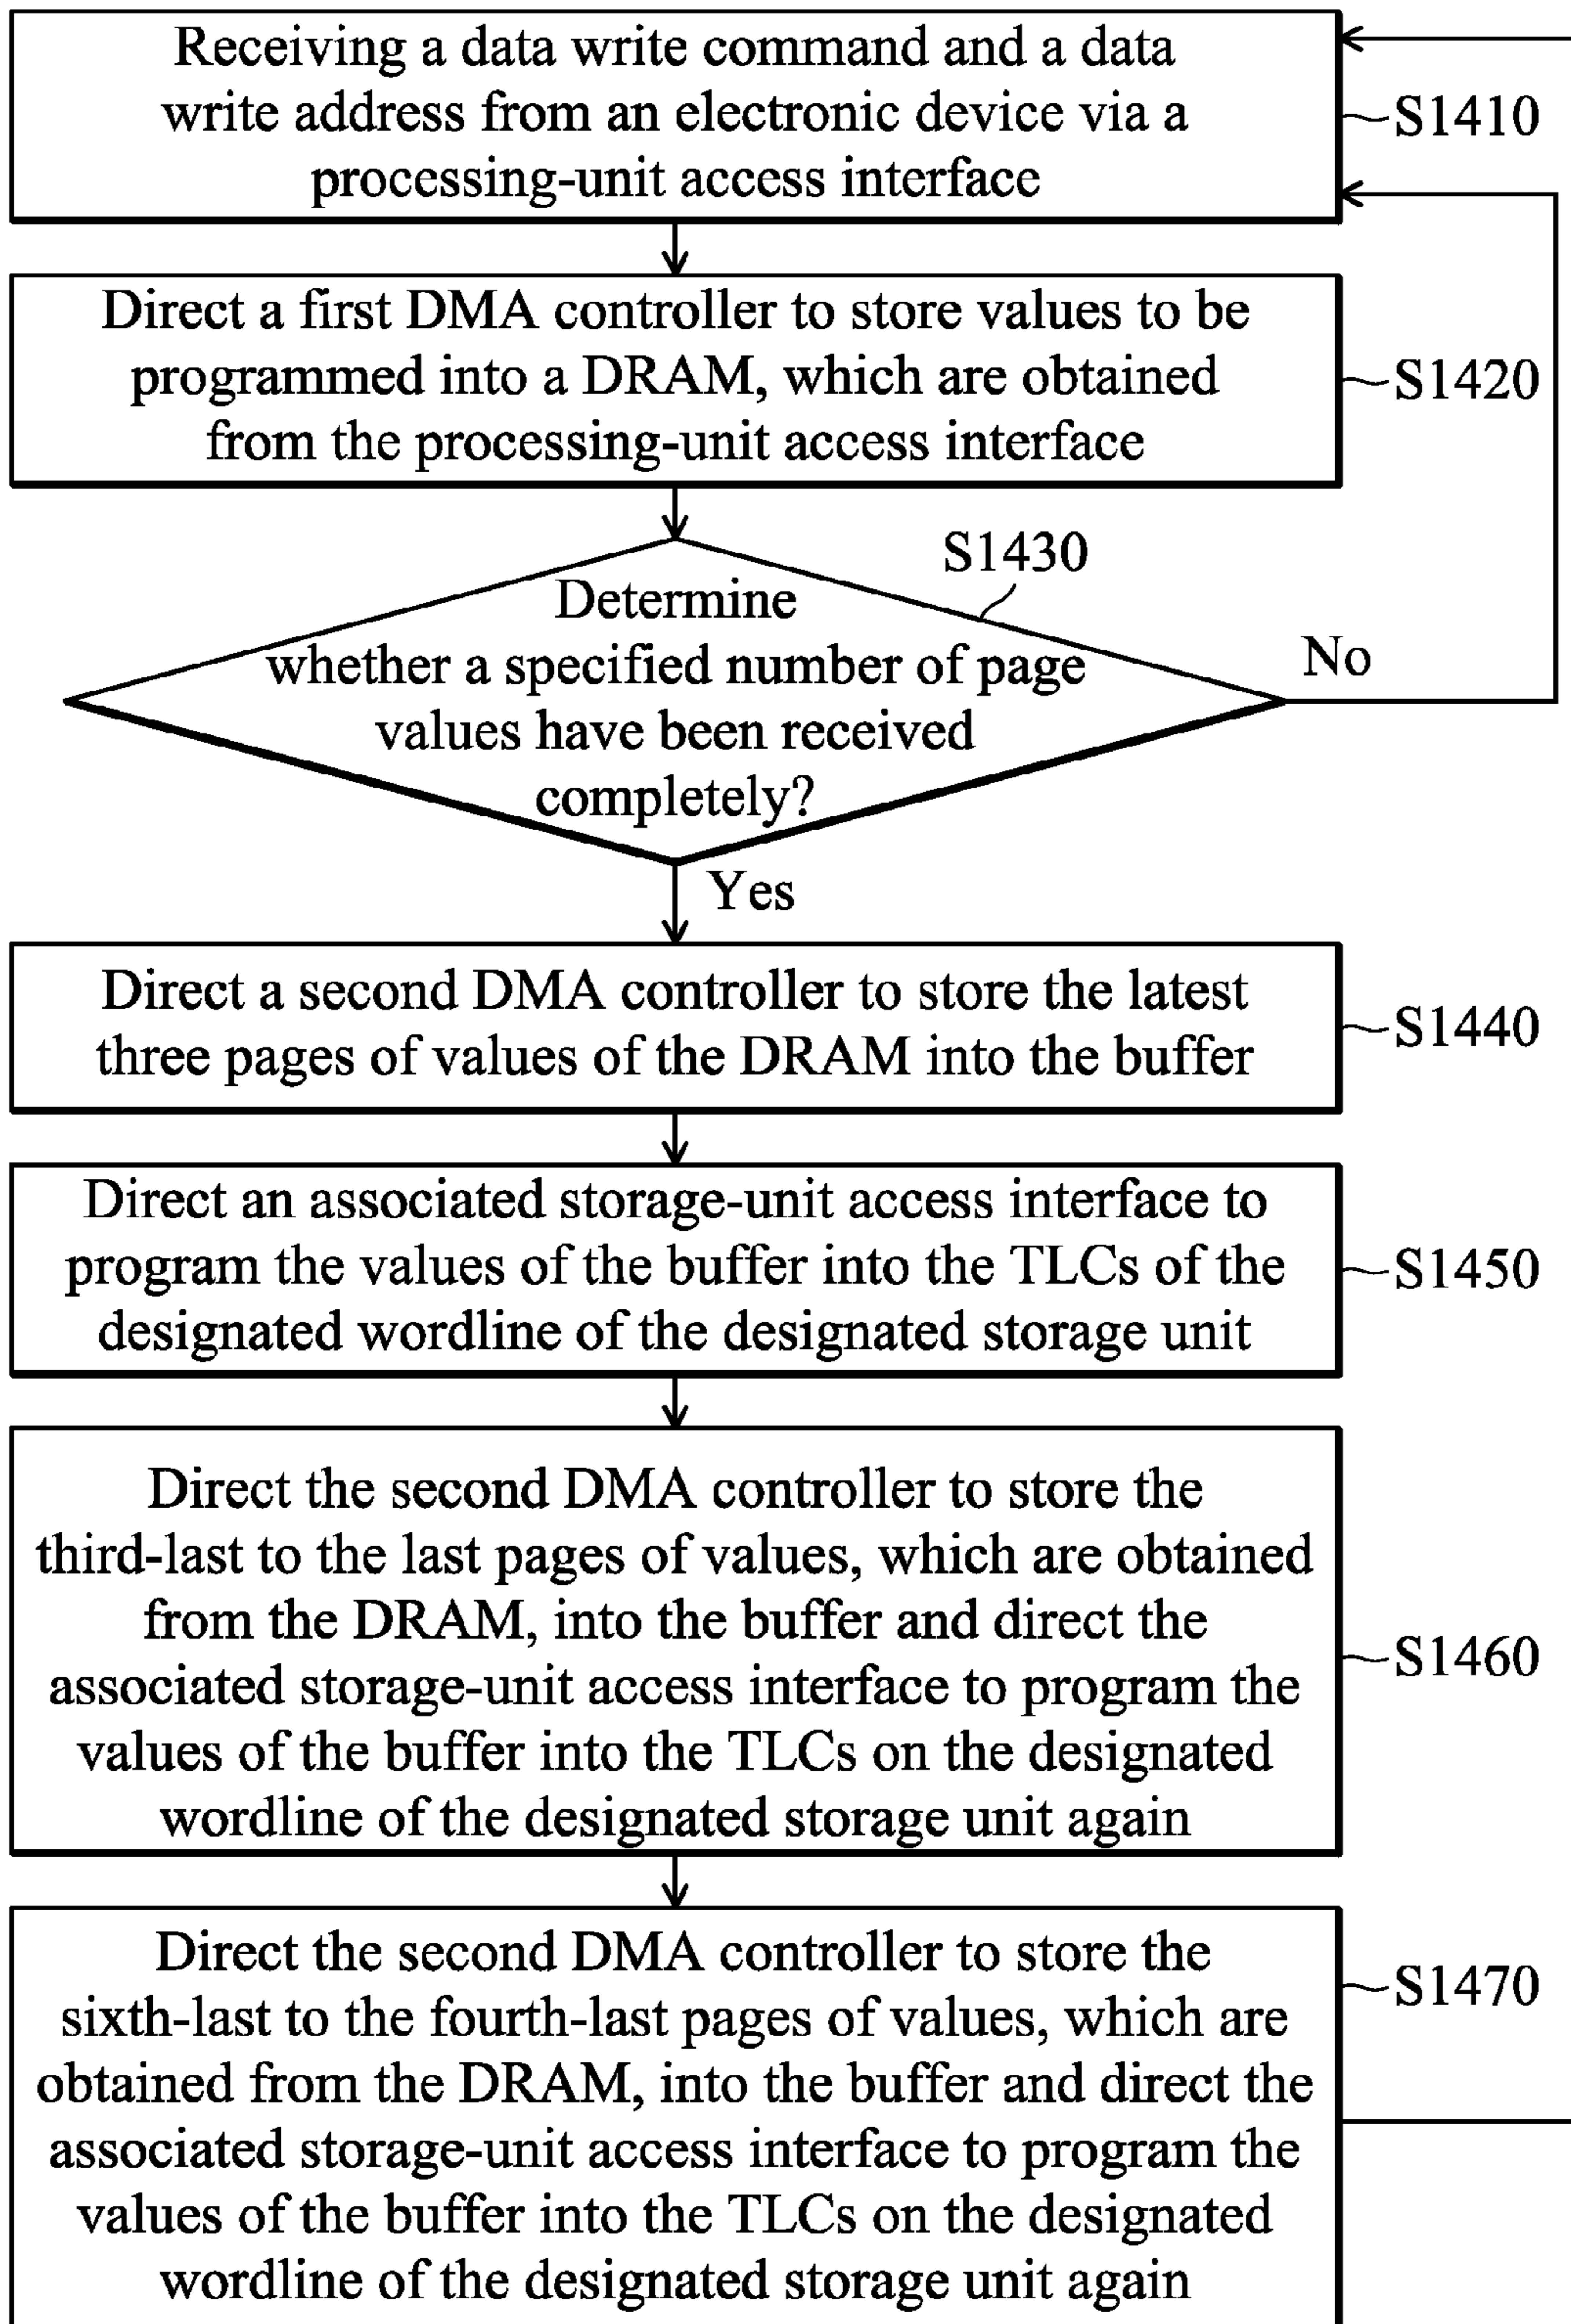 Receiving a data write command and a data
write address from an electronic device via a
processing-unit access interface
S1410
Direct a first DMA controller to store values to be
programmed into a DRAM, which are obtained
from the processing-unit access interface
S1420
S1430
Determine
whether a specified number of page
values have been received
completely?
No
Yes
Direct a second DMA controller to store the latest
three pages of values of the DRAM into the buffer
S1440
Direct an associated storage-unit access interface to
program the values of the buffer into the TLCs of the
designated wordline of the designated storage unit
S1450
Direct the second DMA controller to store the
third-last to the last pages of values, which are obtained
from the DRAM, into the buffer and direct the
associated storage-unit access interface to program the
values of the buffer into the TLCs on the designated
wordline of the designated storage unit again
S1460
Direct the second DMA controller to store the
sixth-last to the fourth-last pages of values, which are
obtained from the DRAM, into the buffer and direct the
associated storage-unit access interface to program the
values of the buffer into the TLCs on the designated
wordline of the designated storage unit again
S1470